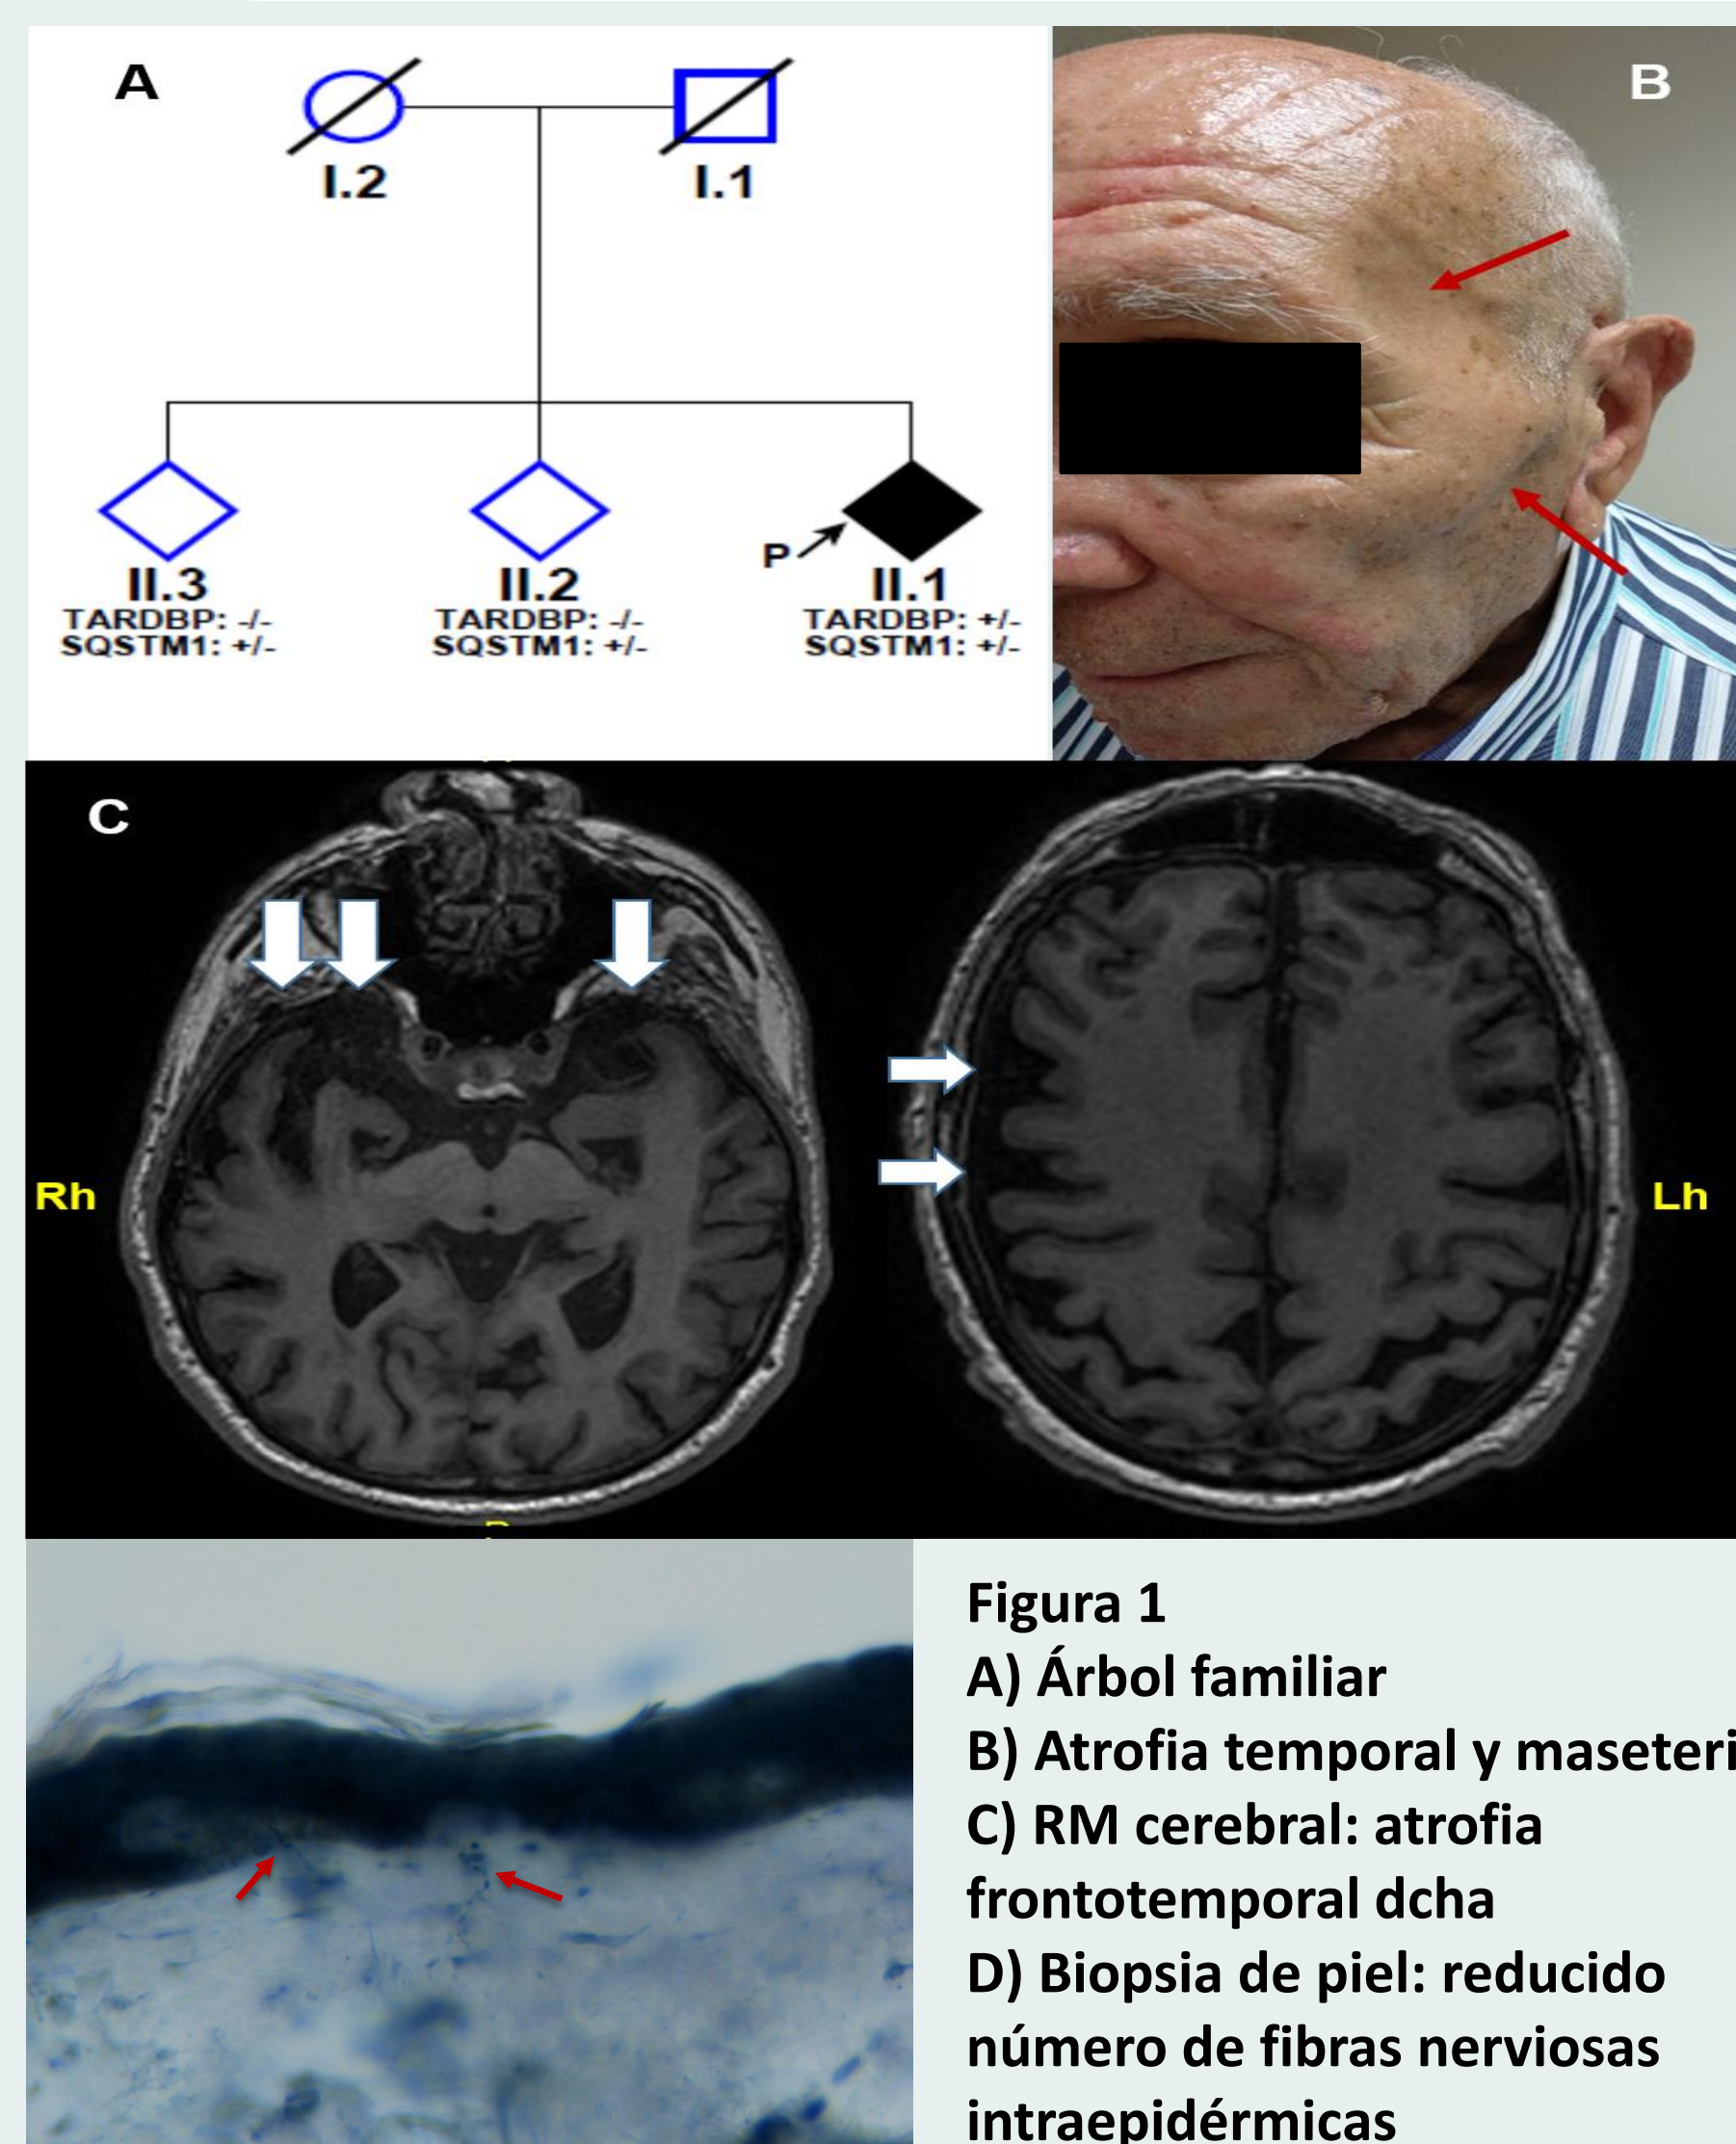 A
B
I.2
I.1
P
II.3
II.2
II.1
TARDBP: -/-
TARDBP: -/-
TARDBP: +/-
SQSTM1: +/-
SQSTM1: +/-
SQSTM1: +/-
C
Rh
Lh
Figura 1
A) Árbol familiar
B) Atrofia temporal y maseteri
C) RM cerebral: atrofia
frontotemporal dcha
D) Biopsia de piel: reducido
número de fibras nerviosas
intraepidérmicas